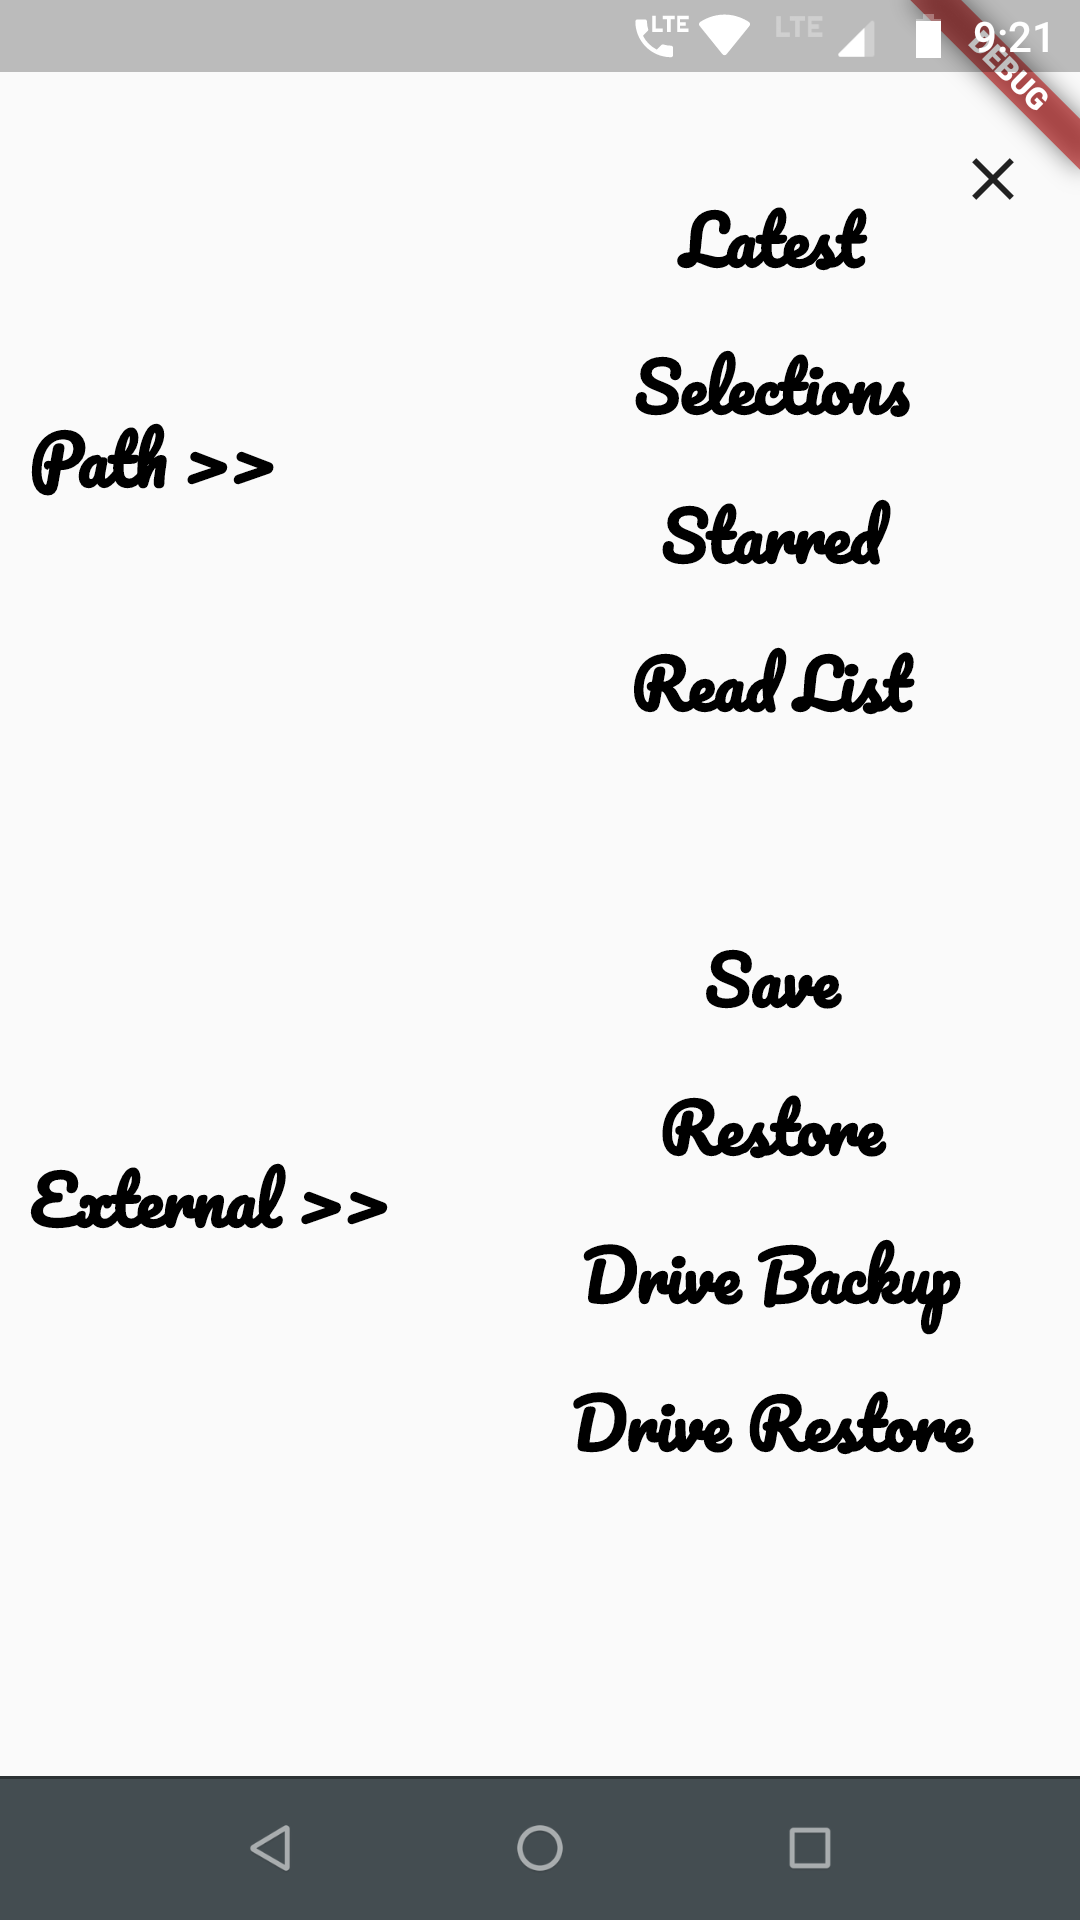 LTE LTE 9:21
DEBUG
Latest
Selections
Path >>
Starred
Read List
Save
Restore
External >>
Drive Backup
Drive Restore